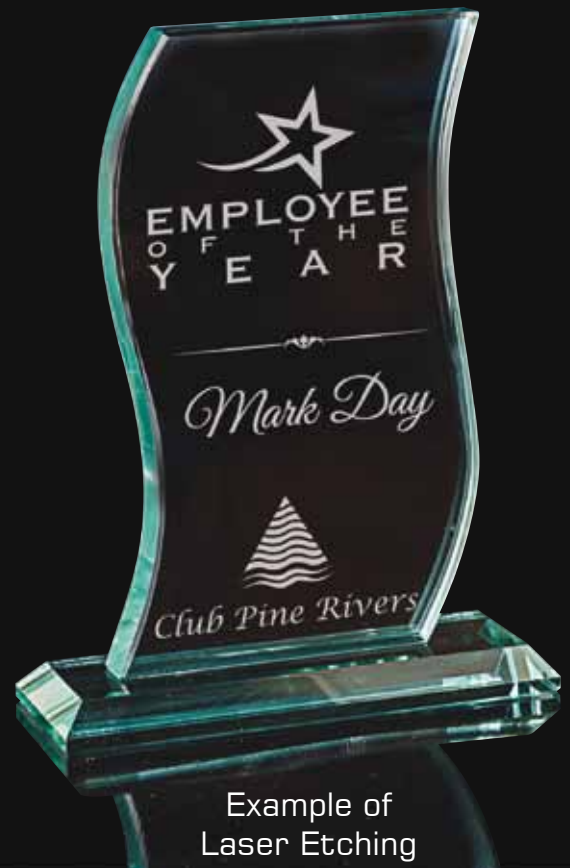 EMPLOYEE
OF THE
YEAR
Mark Day
Club Pine Rivers
Example of
Laser Etching